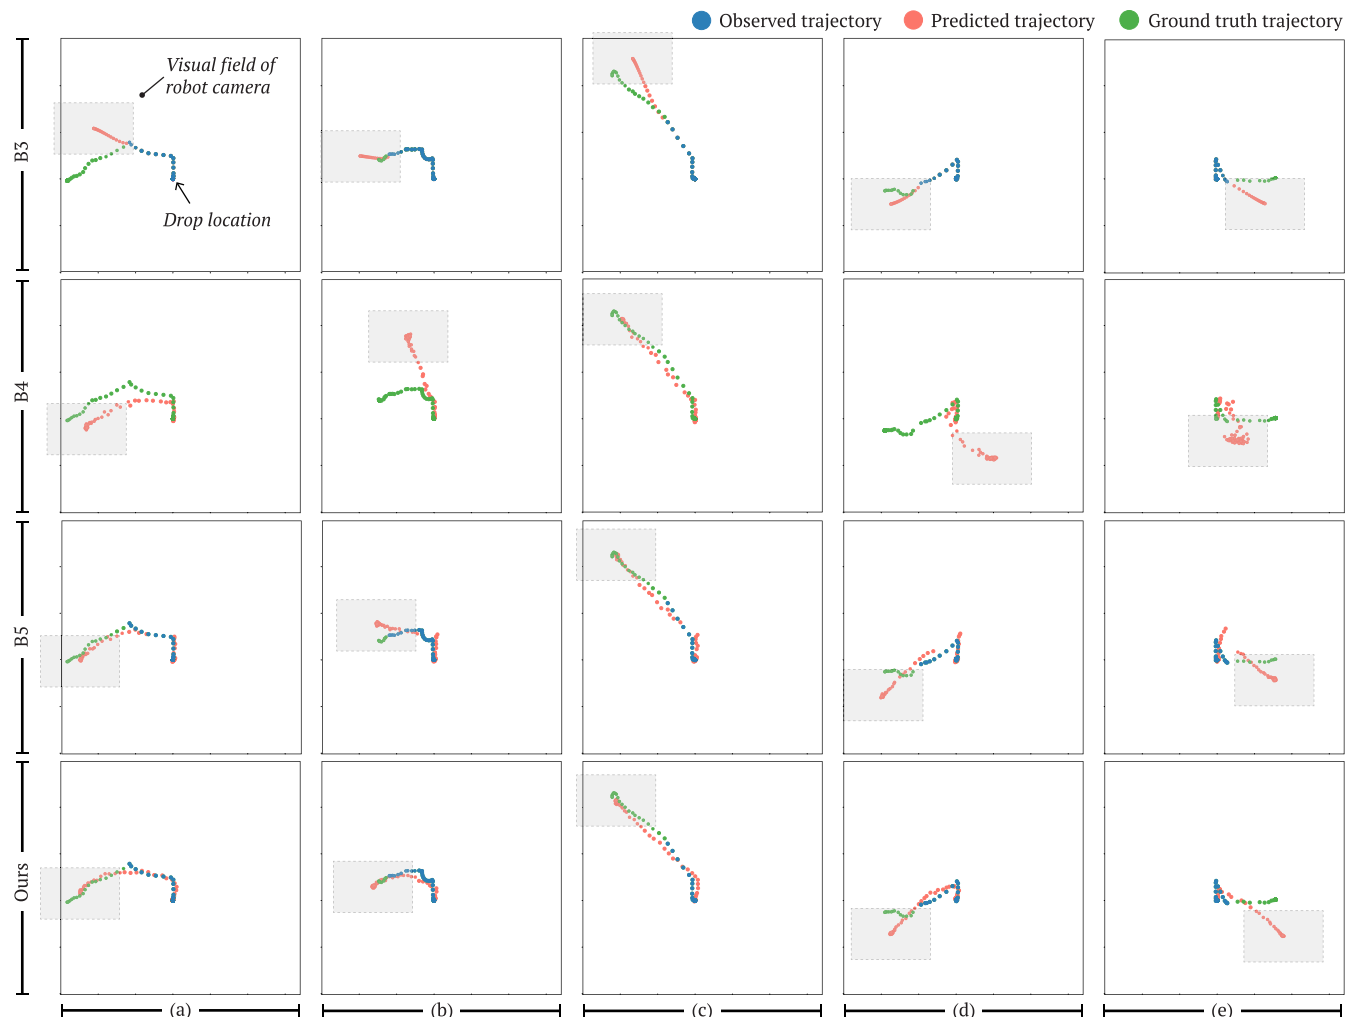 Observed trajectory Predicted trajectory Ground truth trajectory
Visual field of
robot camera
Drop location
B3
B4
B5
Ours
(a) (b) (c) (d) (e)